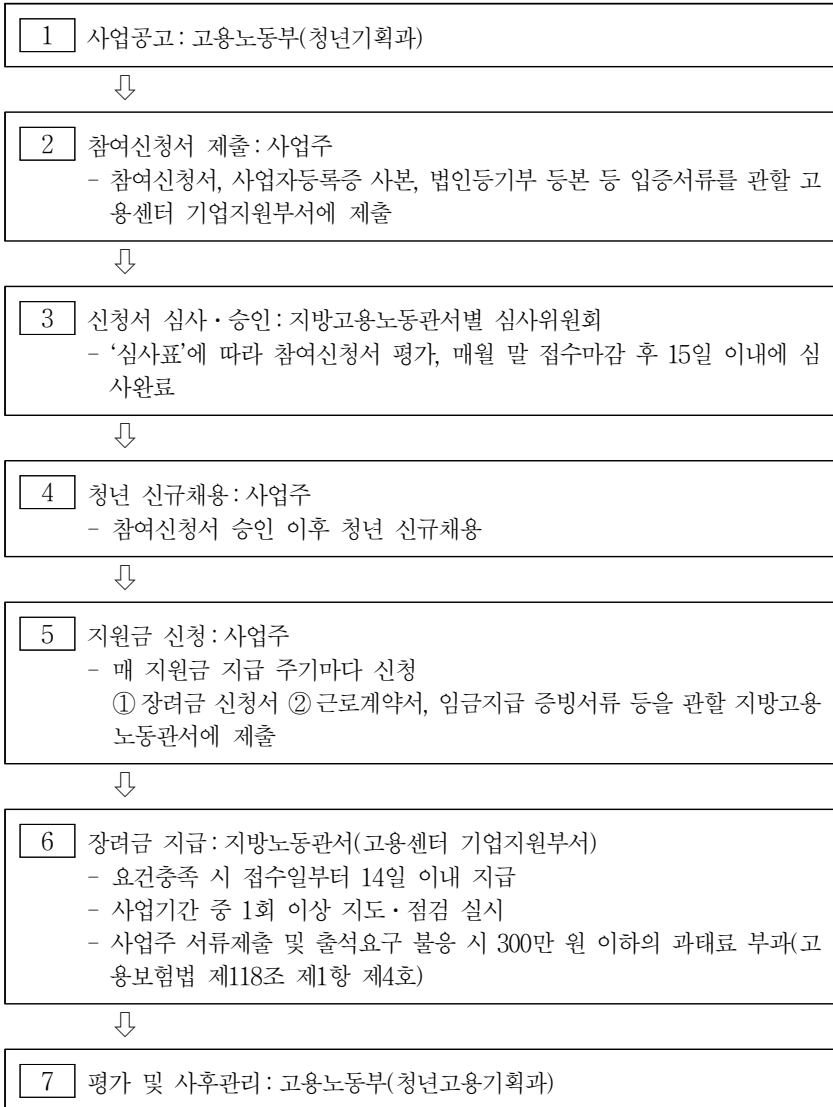 1 사업공고 : 고용노동부(청년기획과)
⇩
2 참여신청서 제출 : 사업주
- 참여신청서, 사업자등록증 사본, 법인등기부 등본 등 입증서류를 관할 고
용센터 기업지원부서에 제출
⇩
3 신청서 심사・승인 : 지방고용노동관서별 심사위원회
- ‘심사표’에 따라 참여신청서 평가, 매월 말 접수마감 후 15일 이내에 심
사완료
⇩
4 청년 신규채용 : 사업주
- 참여신청서 승인 이후 청년 신규채용
⇩
5 지원금 신청 : 사업주
- 매 지원금 지급 주기마다 신청
① 장려금 신청서 ② 근로계약서, 임금지급 증빙서류 등을 관할 지방고용
노동관서에 제출
⇩
6 장려금 지급 : 지방노동관서(고용센터 기업지원부서)
- 요건충족 시 접수일부터 14일 이내 지급
- 사업기간 중 1회 이상 지도・점검 실시
- 사업주 서류제출 및 출석요구 불응 시 300만 원 이하의 과태료 부과(고
용보험법 제118조 제1항 제4호)
⇩
7 평가 및 사후관리 : 고용노동부(청년고용기획과)